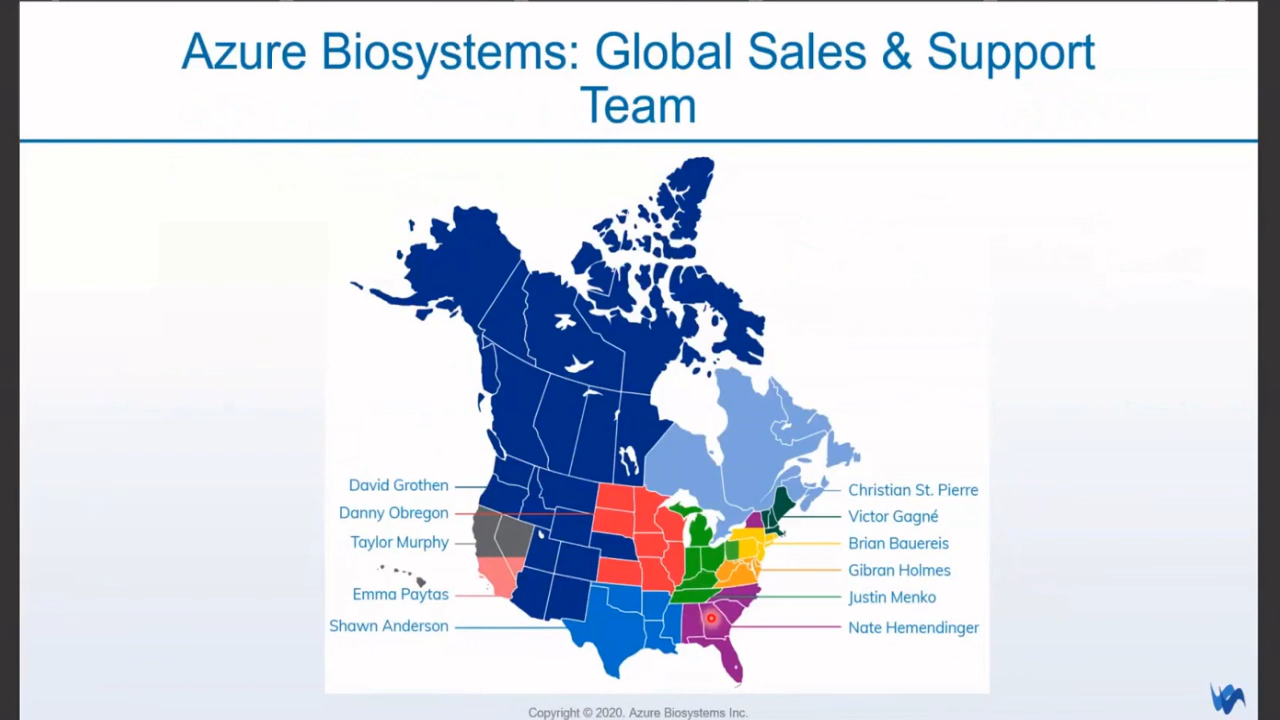 Azure Biosystems: Global Sales & Support
Team
David Grothen
Danny Obregon
Taylor Murphy
Emma Paytas
Shawn Anderson
Christian St. Pierre
Victor Gagné
Brian Bauereis
Gibran Holmes
Justin Menko
Nate Hemendinger
Copyright © 2020. Azure Biosystems Inc.